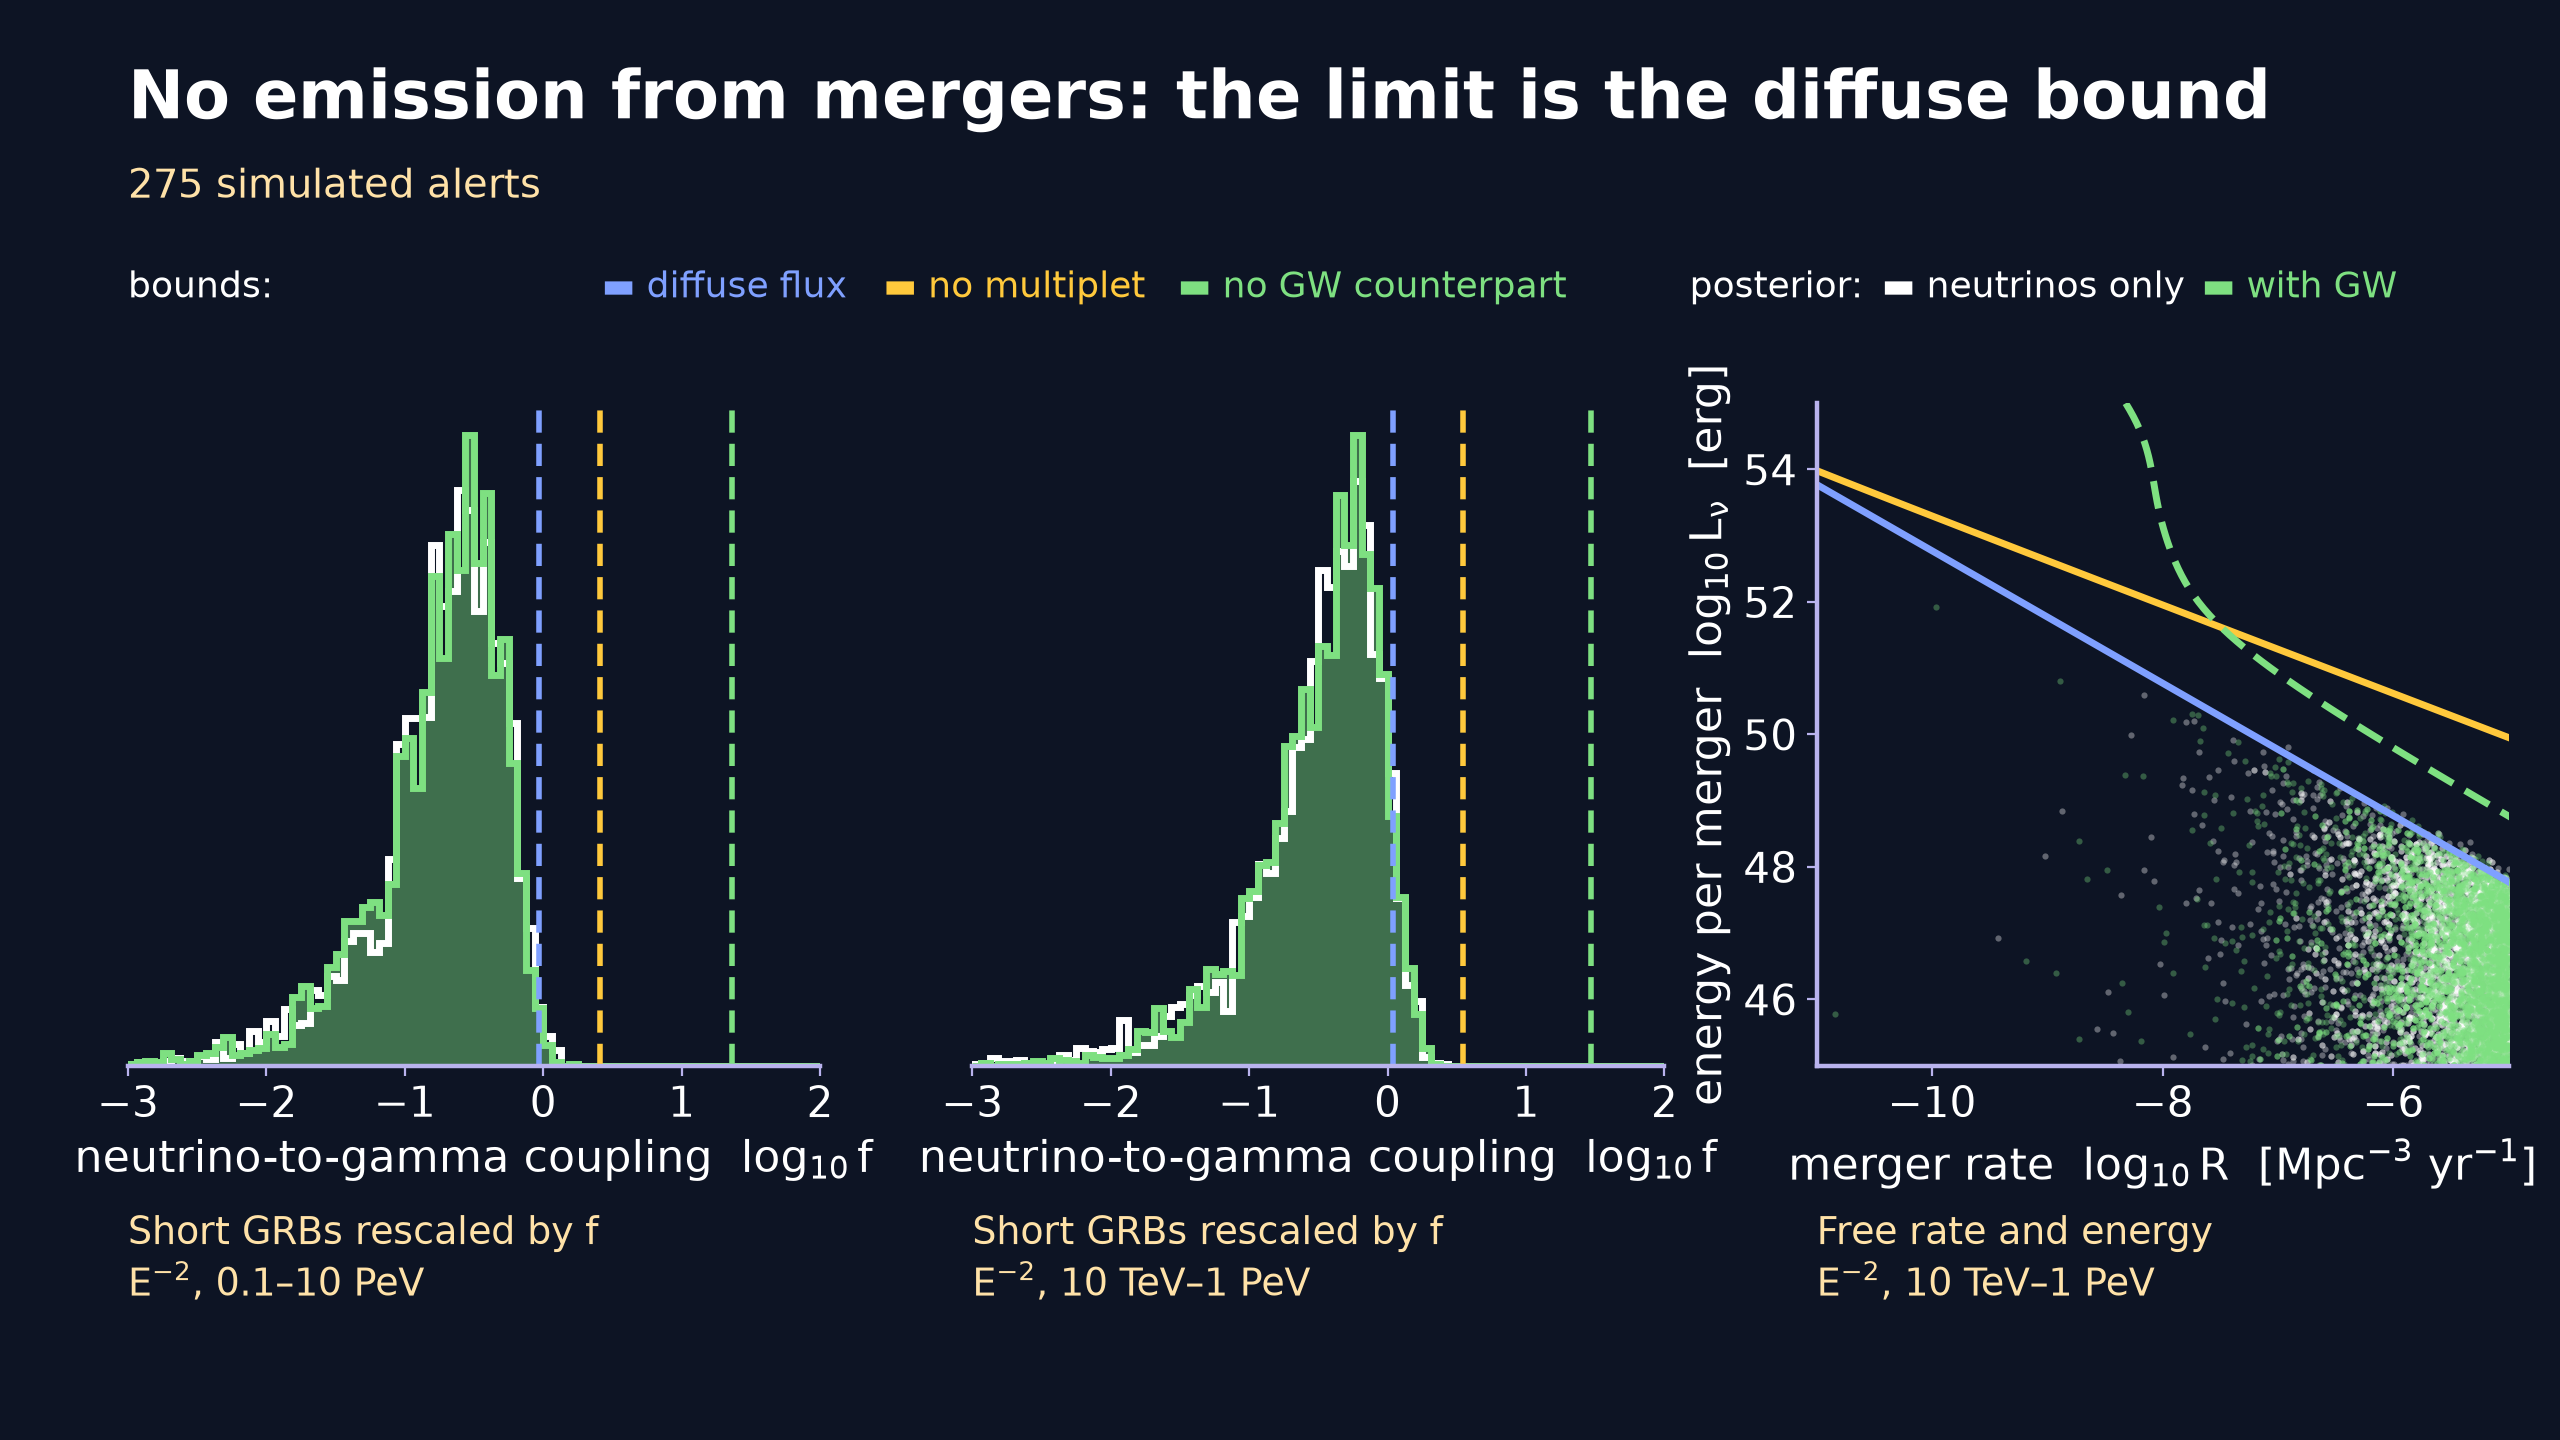 No emission from mergers: the limit is the diffuse bound
275 simulated alerts
bounds: diffuse flux no multiplet no GW counterpart posterior: neutrinos only with GW
−3 −2 −1 0 1 2
neutrino-to-gamma coupling log₁₀ f
Short GRBs rescaled by f
E⁻², 0.1–10 PeV
−3 −2 −1 0 1 2
neutrino-to-gamma coupling log₁₀ f
Short GRBs rescaled by f
E⁻², 10 TeV–1 PeV
energy per merger log₁₀ Lᵥ [erg]
54
52
50
48
46
−10 −8 −6
merger rate log₁₀ R [Mpc⁻³ yr⁻¹]
Free rate and energy
E⁻², 10 TeV–1 PeV